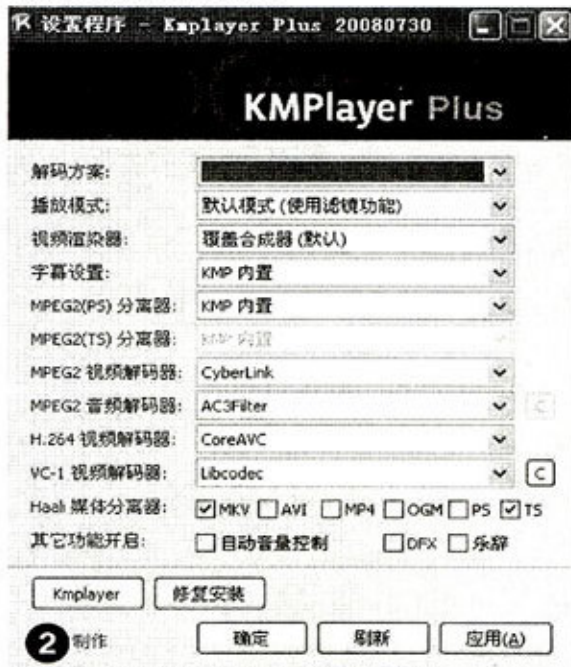 设置程序 - Kmplayer Plus 20080730
KMPlayer Plus
解码方案:
播放模式: 默认模式(使用滤镜功能)
视频渲染器: 覆盖合成器(默认)
字幕设置: KMP 内置
MPEG2(PS) 分离器: KMP 内置
MPEG2(TS) 分离器: KMP 内置
MPEG2 视频解码器: CyberLink
MPEG2 音频解码器: AC3Filter C
H.264 视频解码器: CoreAVC
VC-1 视频解码器: Libcodec C
Haali 媒体分离器: MKV AVI MP4 OGM PS TS
其它功能开启: 自动音量控制 DFX 乐辞
Kmplayer 修复安装
2 制作 确定 刷新 应用(A)